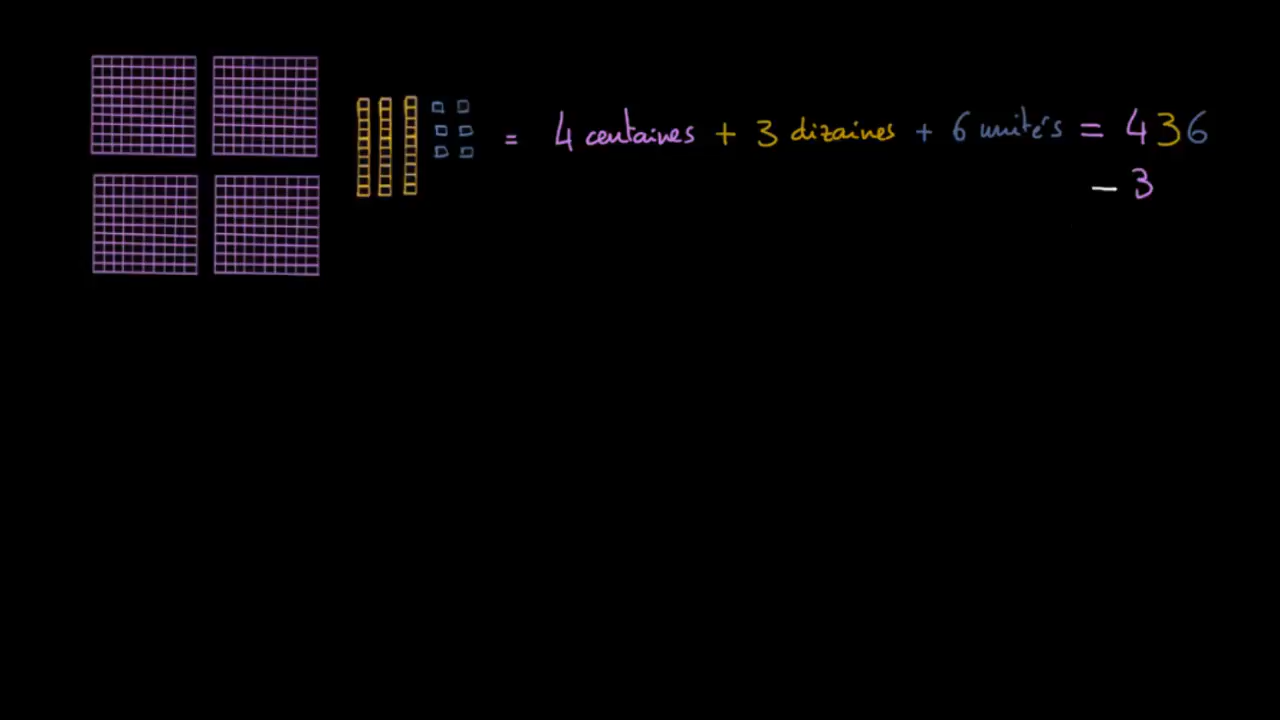 = 4 centaines + 3 dizaines + 6 unités = 436
- 3